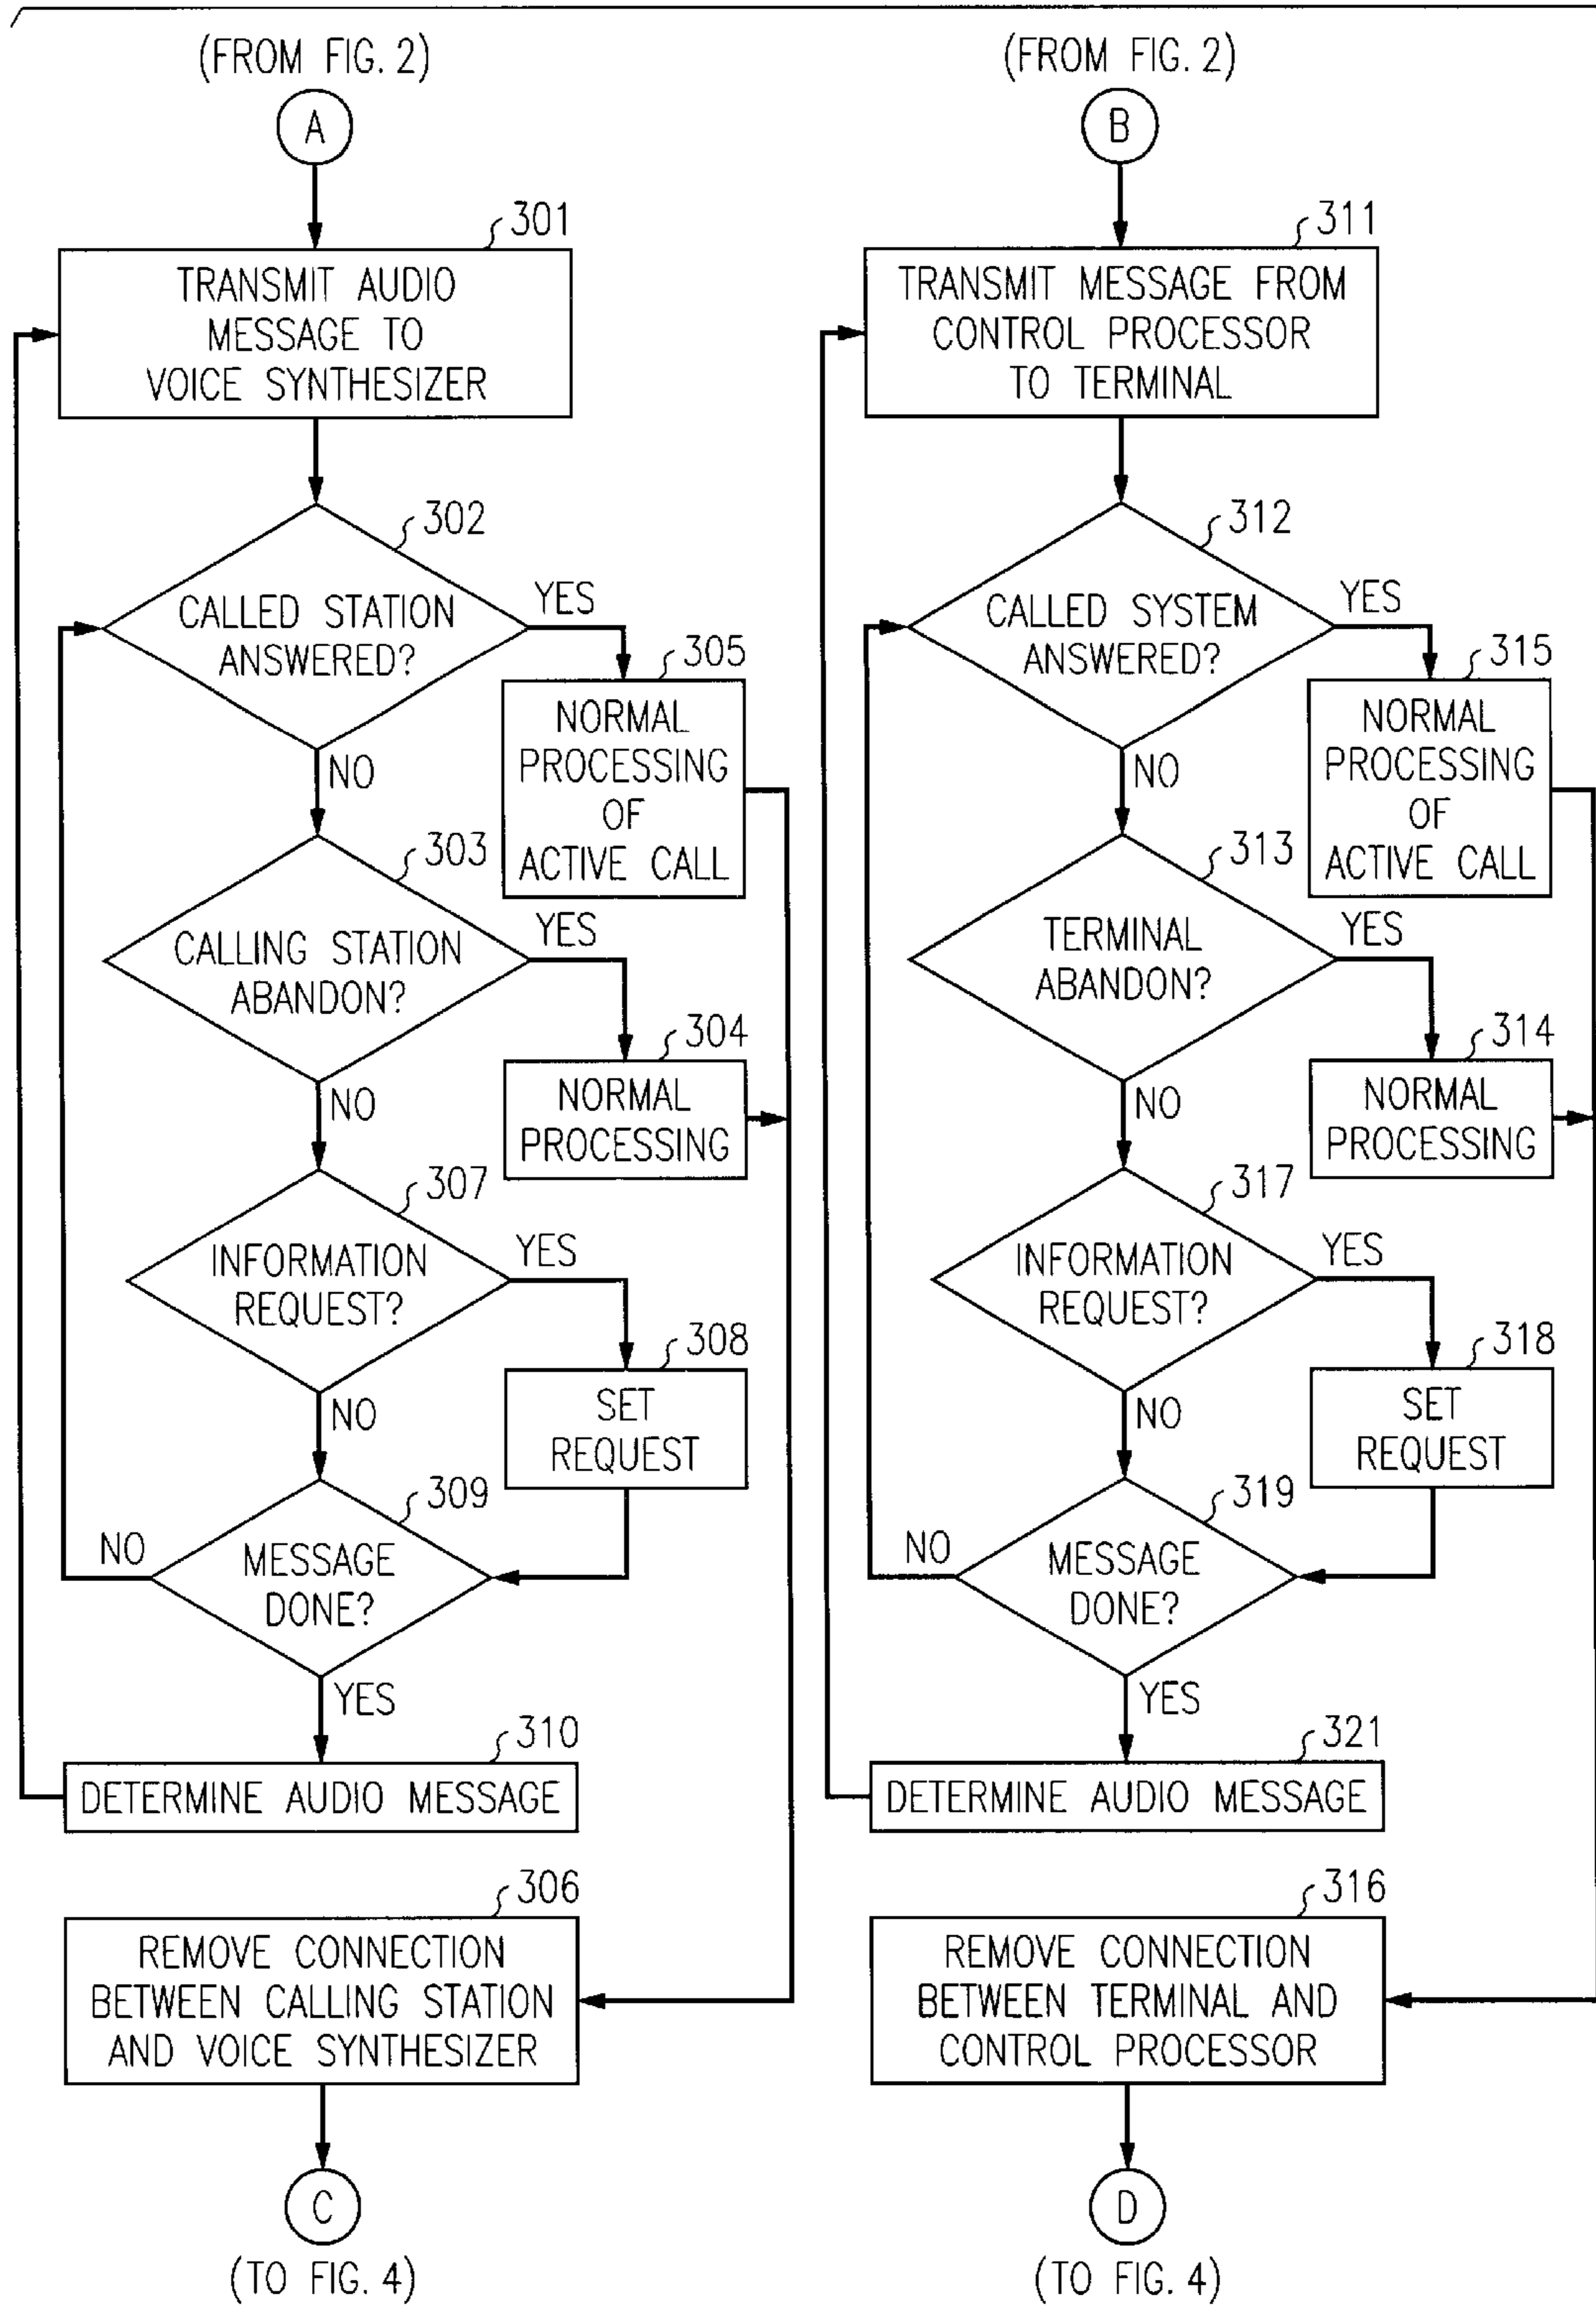 (FROM FIG. 2)
A
301
TRANSMIT AUDIO
MESSAGE TO
VOICE SYNTHESIZER
302
CALLED STATION
ANSWERED?
YES
NO
305
NORMAL
PROCESSING
OF
ACTIVE CALL
303
CALLING STATION
ABANDON?
YES
NO
304
NORMAL
PROCESSING
307
INFORMATION
REQUEST?
YES
NO
308
SET
REQUEST
309
MESSAGE
DONE?
NO
YES
310
DETERMINE AUDIO MESSAGE
306
REMOVE CONNECTION
BETWEEN CALLING STATION
AND VOICE SYNTHESIZER
C
(TO FIG. 4)
(FROM FIG. 2)
B
311
TRANSMIT MESSAGE FROM
CONTROL PROCESSOR
TO TERMINAL
312
CALLED SYSTEM
ANSWERED?
YES
NO
315
NORMAL
PROCESSING
OF
ACTIVE CALL
313
TERMINAL
ABANDON?
YES
NO
314
NORMAL
PROCESSING
317
INFORMATION
REQUEST?
YES
NO
318
SET
REQUEST
319
MESSAGE
DONE?
NO
YES
321
DETERMINE AUDIO MESSAGE
316
REMOVE CONNECTION
BETWEEN TERMINAL AND
CONTROL PROCESSOR
D
(TO FIG. 4)